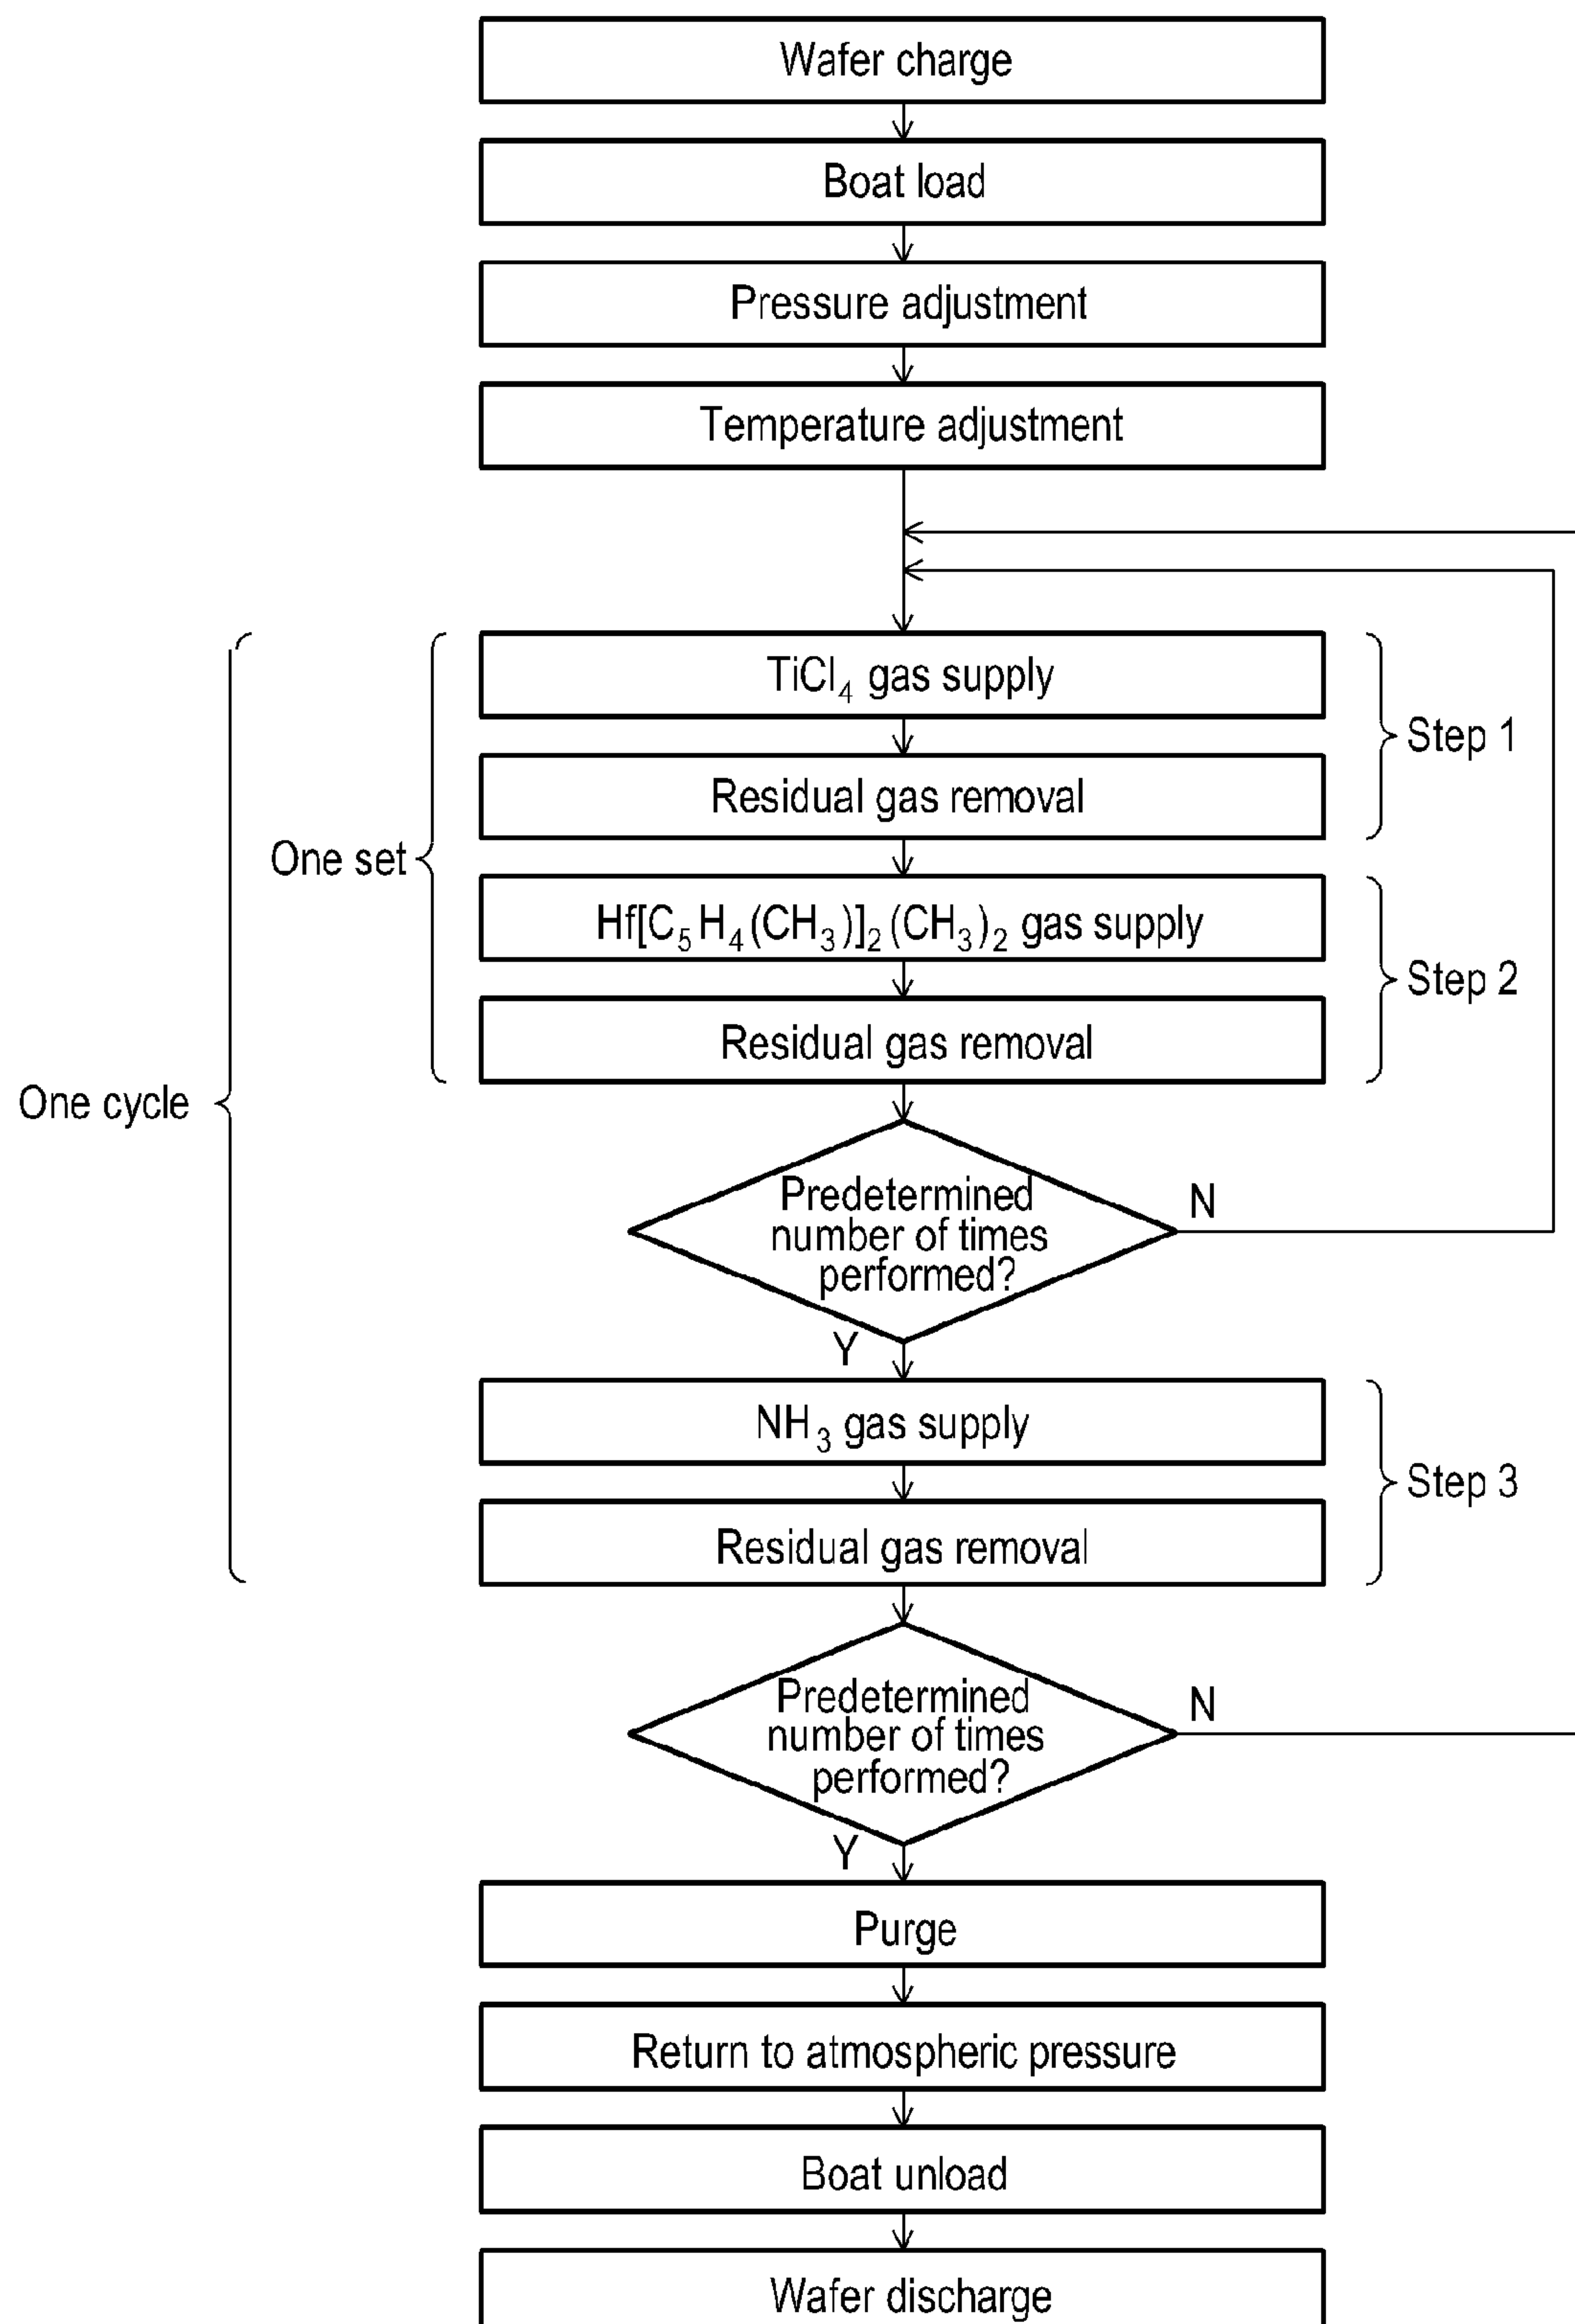 Wafer charge
Boat load
Pressure adjustment
Temperature adjustment
TiCl₄ gas supply
Step 1
Residual gas removal
One set
Hf[C₅H₄(CH₃)]₂(CH₃)₂ gas supply
Step 2
Residual gas removal
One cycle
Predetermined
number of times
performed?
N
Y
NH₃ gas supply
Step 3
Residual gas removal
Predetermined
number of times
performed?
N
Y
Purge
Return to atmospheric pressure
Boat unload
Wafer discharge